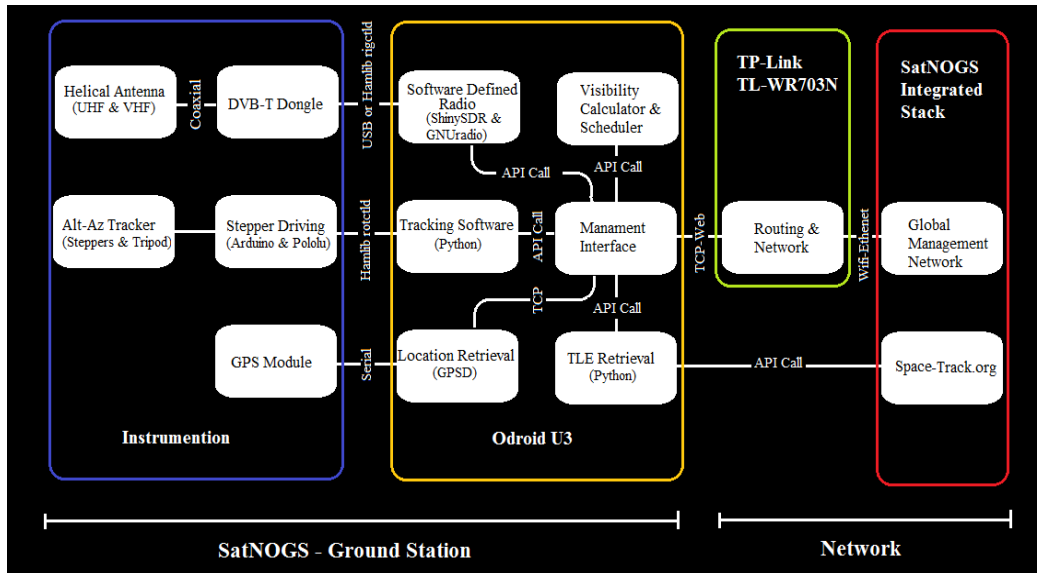 Helical Antenna
(UHF & VHF)
Coaxial
DVB-T Dongle
USB or Hamlib rigctld
Software Defined
Radio
(ShinySDR &
GNUradio)
Visibility
Calculator &
Scheduler
TP-Link
TL-WR703N
SatNOGS
Integrated
Stack
API Call
API Call
Alt-Az Tracker
(Steppers & Tripod)
Stepper Driving
(Arduino & Pololu)
Hamlib rotctld
Tracking Software
(Python)
API Call
Manament
Interface
TCP-Web
Routing &
Network
Wifi-Ethenet
Global
Management
Network
TCP
API Call
GPS Module
Serial
Location Retrieval
(GPSD)
TLE Retrieval
(Python)
API Call
Space-Track.org
Instrumention
Odroid U3
SatNOGS - Ground Station
Network